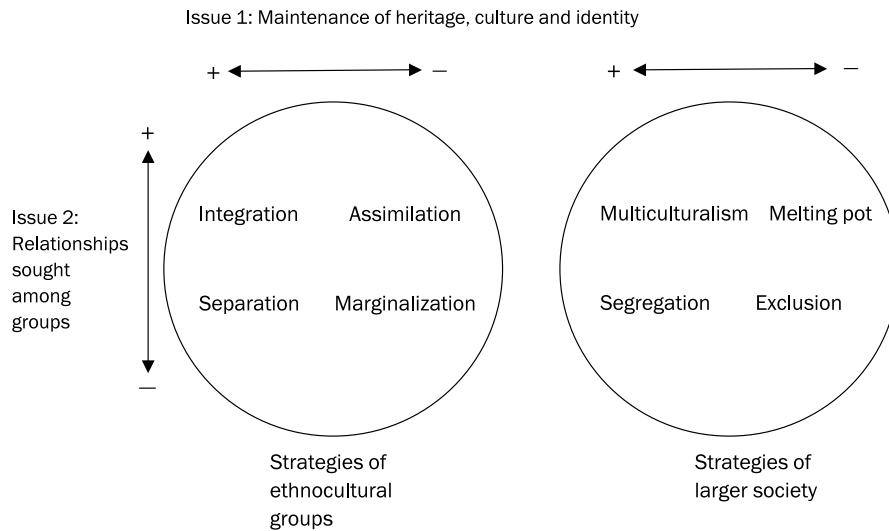 Issue 1: Maintenance of heritage, culture and identity
+ — + —
+
Issue 2:
Relationships
sought
among
groups
—
Integration Assimilation
Separation Marginalization
Multiculturalism Melting pot
Segregation Exclusion
Strategies of
ethnocultural
groups
Strategies of
larger society